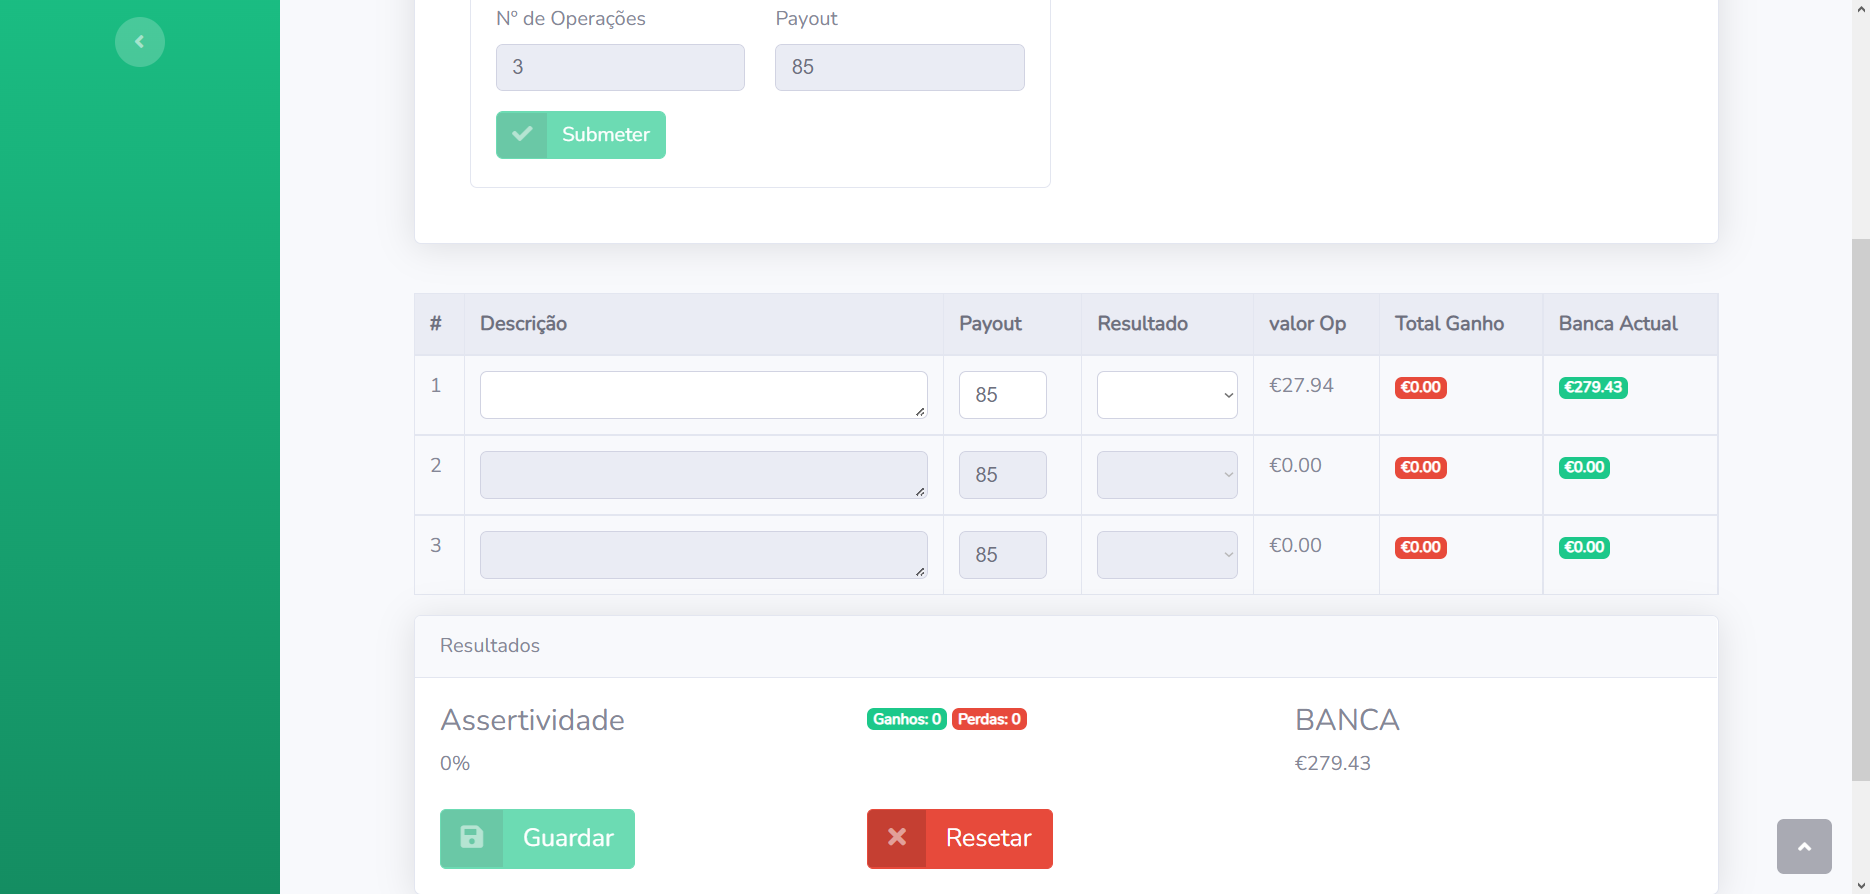 Nº de Operações Payout
3 85
Submeter
# Descrição Payout Resultado valor Op Total Ganho Banca Actual
1 85 €27.94 €0.00 €279.43
2 85 €0.00 €0.00 €0.00
3 85 €0.00 €0.00 €0.00
Resultados
Assertividade Ganhos: 0 Perdas: 0 BANCA
0% €279.43
Guardar Resetar